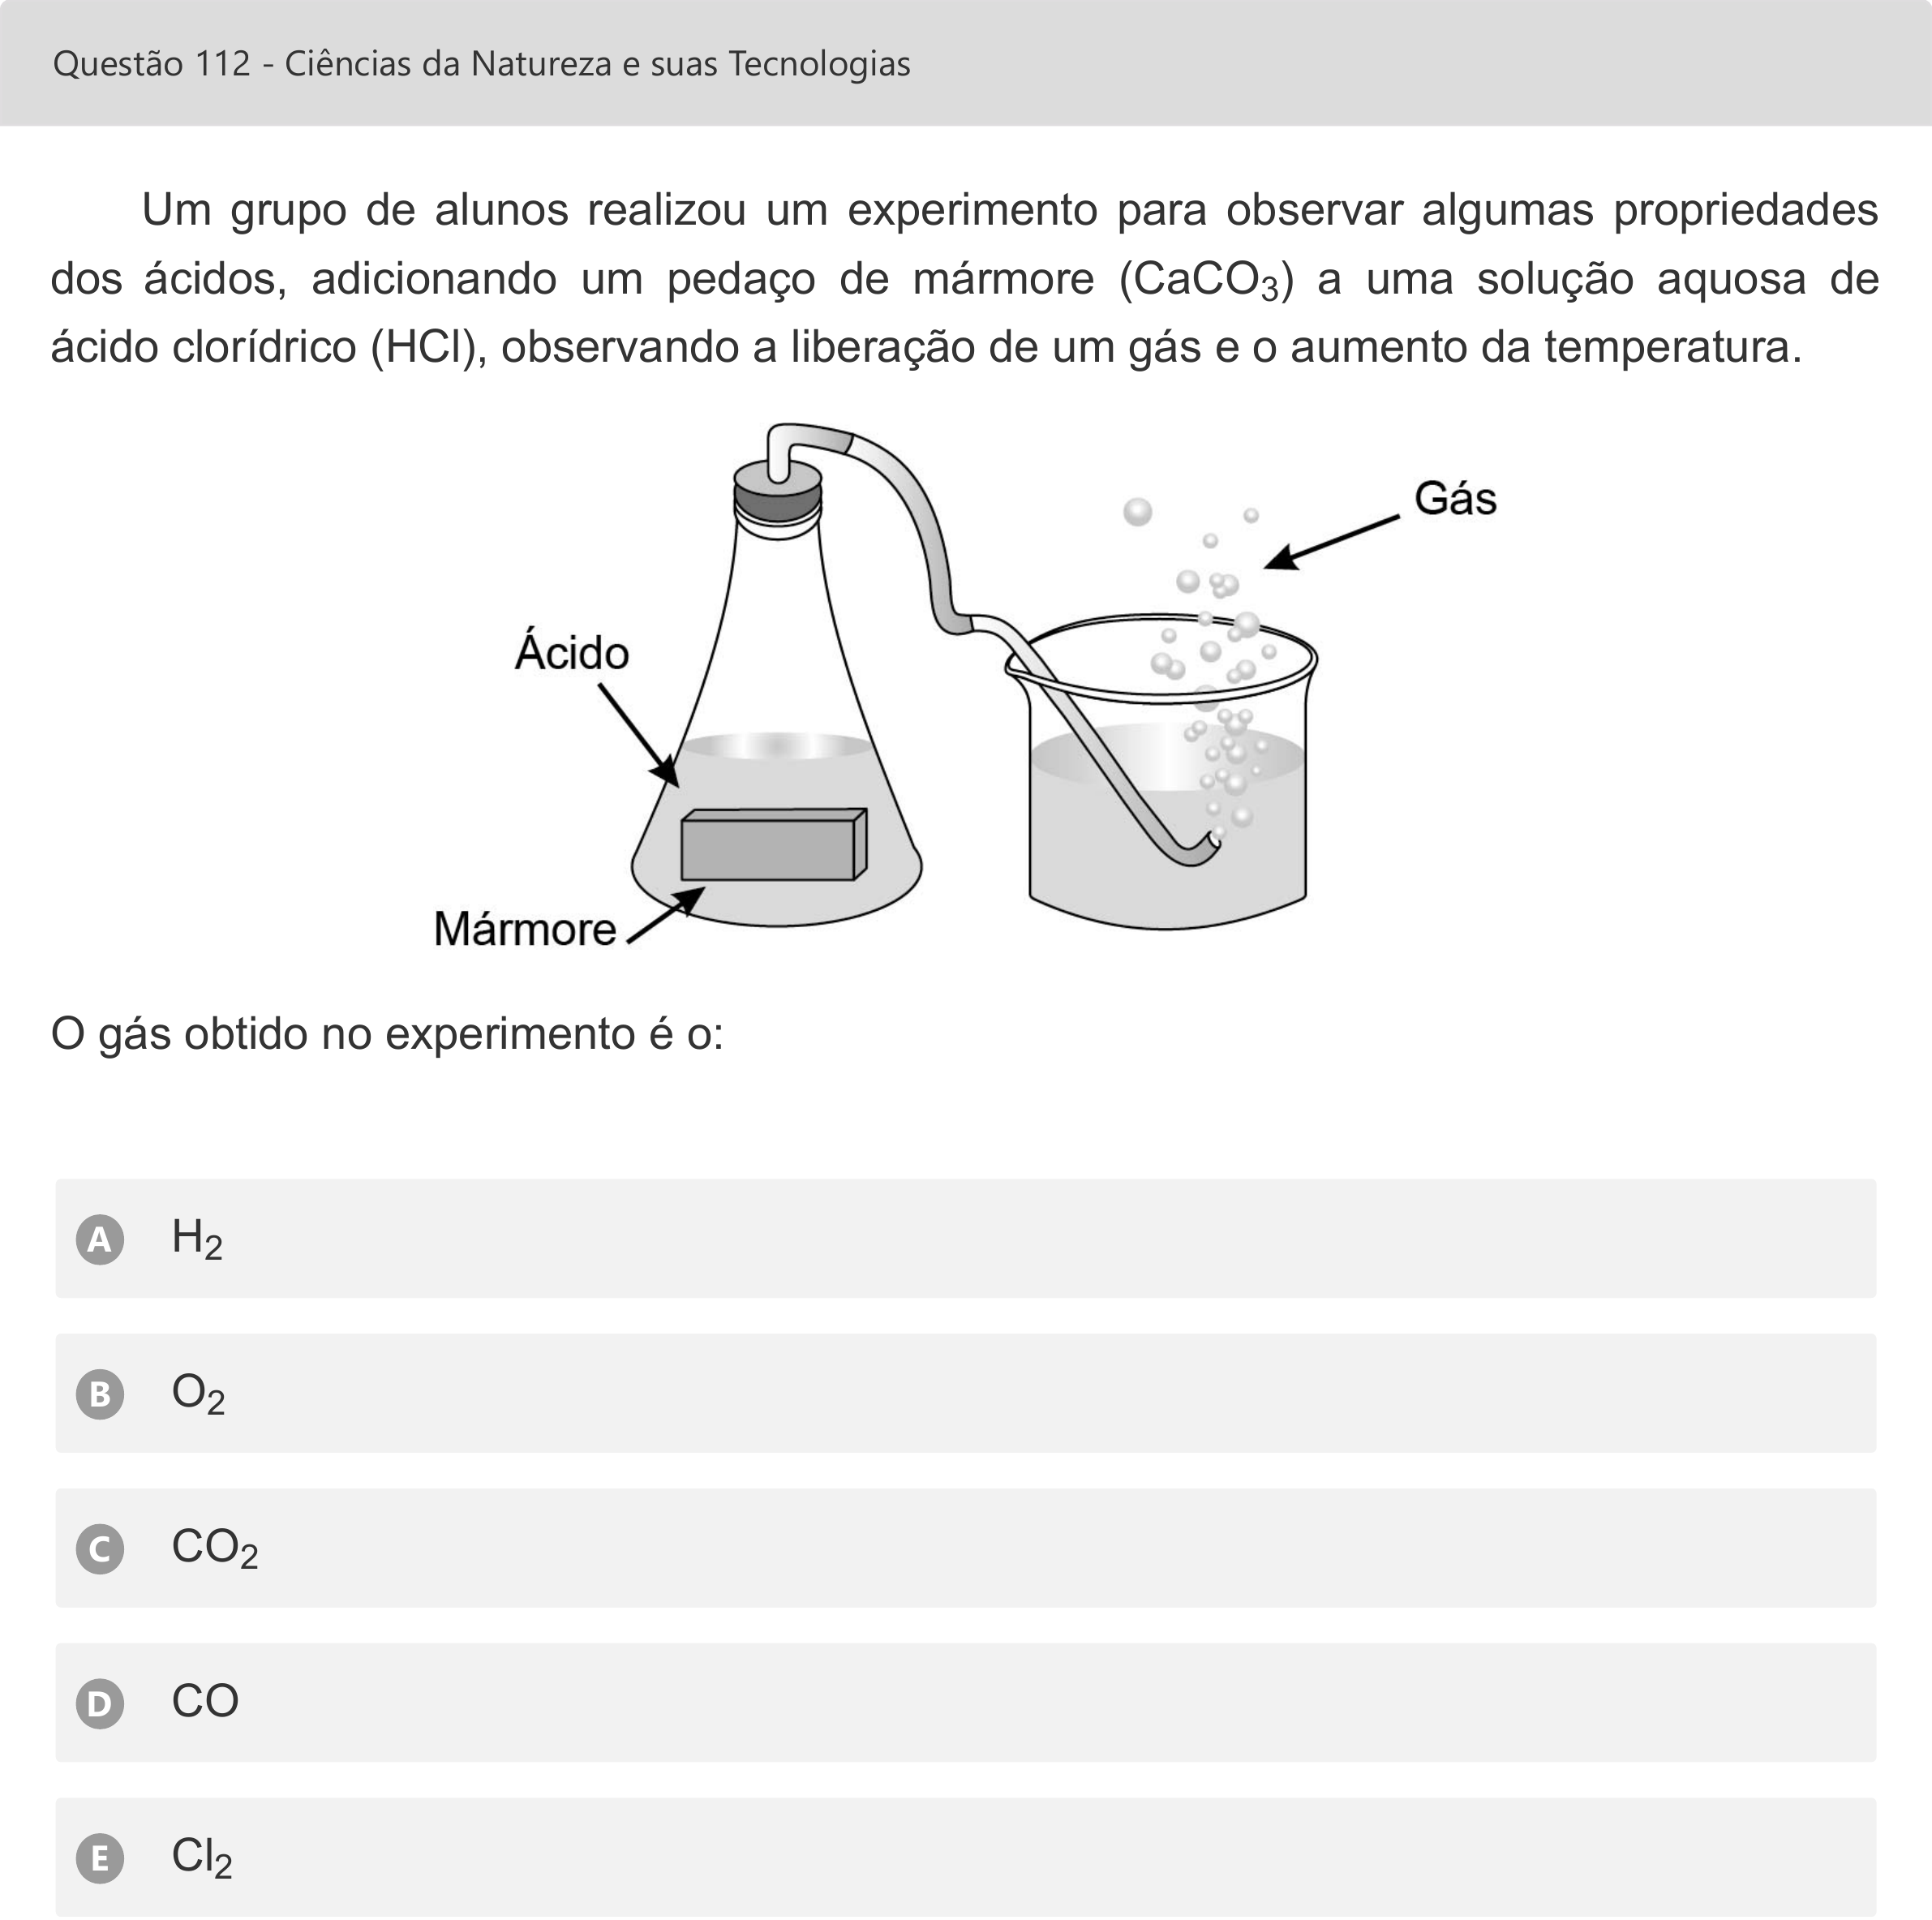 Questão 112 - Ciências da Natureza e suas Tecnologias
Um grupo de alunos realizou um experimento para observar algumas propriedades
dos ácidos, adicionando um pedaço de mármore (CaCO₃) a uma solução aquosa de
ácido clorídrico (HCl), observando a liberação de um gás e o aumento da temperatura.
Gás
Ácido
Mármore
O gás obtido no experimento é o:
A H₂
B O₂
C CO₂
D CO
E Cl₂